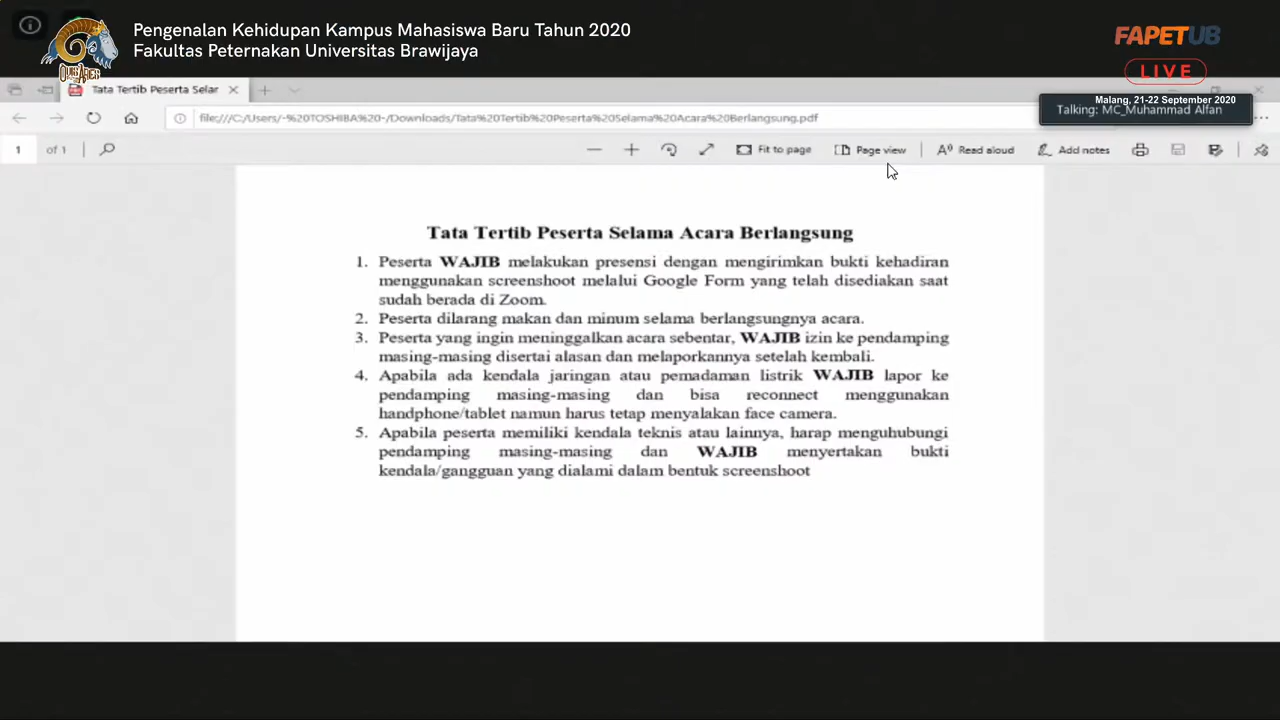 Pengenalan Kehidupan Kampus Mahasiswa Baru Tahun 2020
Fakultas Peternakan Universitas Brawijaya
FAPETUB
LIVE
Malang, 21-22 September 2020
Talking: MC_Muhammad Alfan
Tata Tertib Peserta Selar
file:///C:/Users/-%20TOSHIBA%20-/Downloads/Tata%20Tertib%20Peserta%20Selama%20Acara%20Berlangsung.pdf
1 of 1
Fit to page
Page view
Read aloud
Add notes
Tata Tertib Peserta Selama Acara Berlangsung
1. Peserta WAJIB melakukan presensi dengan mengirimkan bukti kehadiran
menggunakan screenshoot melalui Google Form yang telah disediakan saat
sudah berada di Zoom.
2. Peserta dilarang makan dan minum selama berlangsungnya acara.
3. Peserta yang ingin meninggalkan acara sebentar, WAJIB izin ke pendamping
masing-masing disertai alasan dan melaporkannya setelah kembali.
4. Apabila ada kendala jaringan atau pemadaman listrik WAJIB lapor ke
pendamping masing-masing dan bisa reconnect menggunakan
handphone/tablet namun harus tetap menyalakan face camera.
5. Apabila peserta memiliki kendala teknis atau lainnya, harap menguhubungi
pendamping masing-masing dan WAJIB menyertakan bukti
kendala/gangguan yang dialami dalam bentuk screenshoot